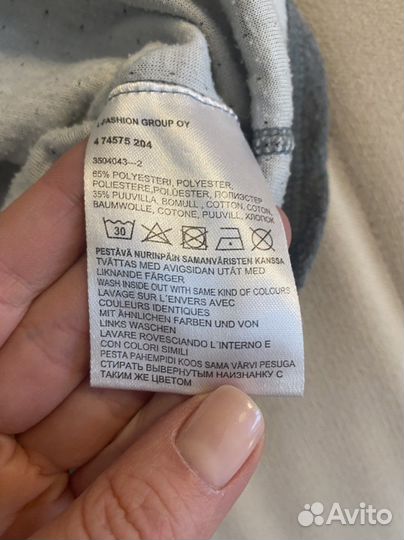 FASHION GROUP OY
4 74575 204
3504043---2
65% POLYESTERI, POLYESTER,
POLIESTERE,POLÜESTER, ПОЛИЭСТЕР
35% PUUVILLA, BOMULL, COTTON, COTON,
BAUMWOLLE, COTONE, PUUVILL, ХЛОПОК
30
PESTÄVÄ NURINPÄIN SAMANVÄRISTEN KANSSA
TVÄTTAS MED AVIGSIDAN UTÅT MED
LIKNANDE FÄRGER
WASH INSIDE OUT WITH SAME KIND OF COLOURS
LAVAGE SUR L'ENVERS AVEC
COULEURS IDENTIQUES
MIT ÄHNLICHEN FARBEN UND VON
LINKS WASCHEN
LAVARE ROVESCIANDO L'INTERNO E
CON COLORI SIMILI
PESTA PAHEMPIDI KOOS SAMA VÄRVI PESUGA
СТИРАТЬ ВЫВЕРНУТЫМ НАИЗНАНКУ С
ТАКИМ ЖЕ ЦВЕТОМ
Avito